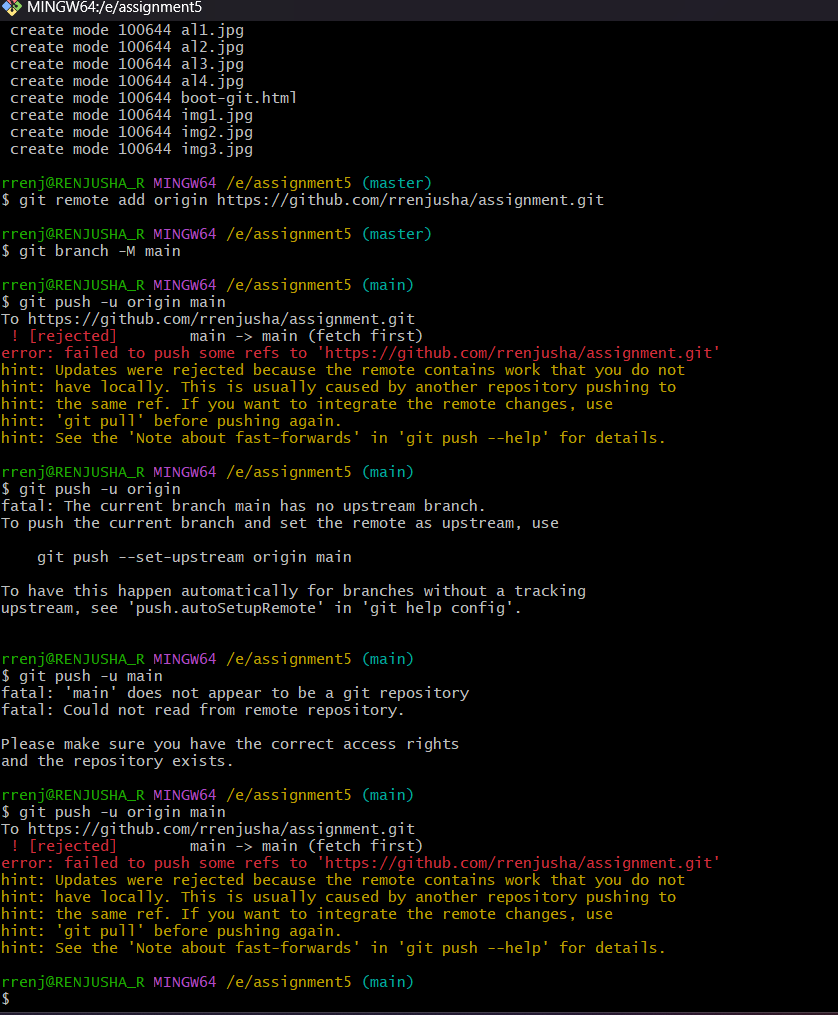 MINGW64:/e/assignment5
create mode 100644 al1.jpg
create mode 100644 al2.jpg
create mode 100644 al3.jpg
create mode 100644 al4.jpg
create mode 100644 boot-git.html
create mode 100644 img1.jpg
create mode 100644 img2.jpg
create mode 100644 img3.jpg
rrenj@RENJUSHA_R MINGW64 /e/assignment5 (master)
$ git remote add origin https://github.com/rrenjusha/assignment.git
rrenj@RENJUSHA_R MINGW64 /e/assignment5 (master)
$ git branch -M main
rrenj@RENJUSHA_R MINGW64 /e/assignment5 (main)
$ git push -u origin main
To https://github.com/rrenjusha/assignment.git
! [rejected]        main -> main (fetch first)
error: failed to push some refs to 'https://github.com/rrenjusha/assignment.git'
hint: Updates were rejected because the remote contains work that you do not
hint: have locally. This is usually caused by another repository pushing to
hint: the same ref. If you want to integrate the remote changes, use
hint: 'git pull' before pushing again.
hint: See the 'Note about fast-forwards' in 'git push --help' for details.
rrenj@RENJUSHA_R MINGW64 /e/assignment5 (main)
$ git push -u origin
fatal: The current branch main has no upstream branch.
To push the current branch and set the remote as upstream, use
git push --set-upstream origin main
To have this happen automatically for branches without a tracking
upstream, see 'push.autoSetupRemote' in 'git help config'.
rrenj@RENJUSHA_R MINGW64 /e/assignment5 (main)
$ git push -u main
fatal: 'main' does not appear to be a git repository
fatal: Could not read from remote repository.
Please make sure you have the correct access rights
and the repository exists.
rrenj@RENJUSHA_R MINGW64 /e/assignment5 (main)
$ git push -u origin main
To https://github.com/rrenjusha/assignment.git
! [rejected]        main -> main (fetch first)
error: failed to push some refs to 'https://github.com/rrenjusha/assignment.git'
hint: Updates were rejected because the remote contains work that you do not
hint: have locally. This is usually caused by another repository pushing to
hint: the same ref. If you want to integrate the remote changes, use
hint: 'git pull' before pushing again.
hint: See the 'Note about fast-forwards' in 'git push --help' for details.
rrenj@RENJUSHA_R MINGW64 /e/assignment5 (main)
$